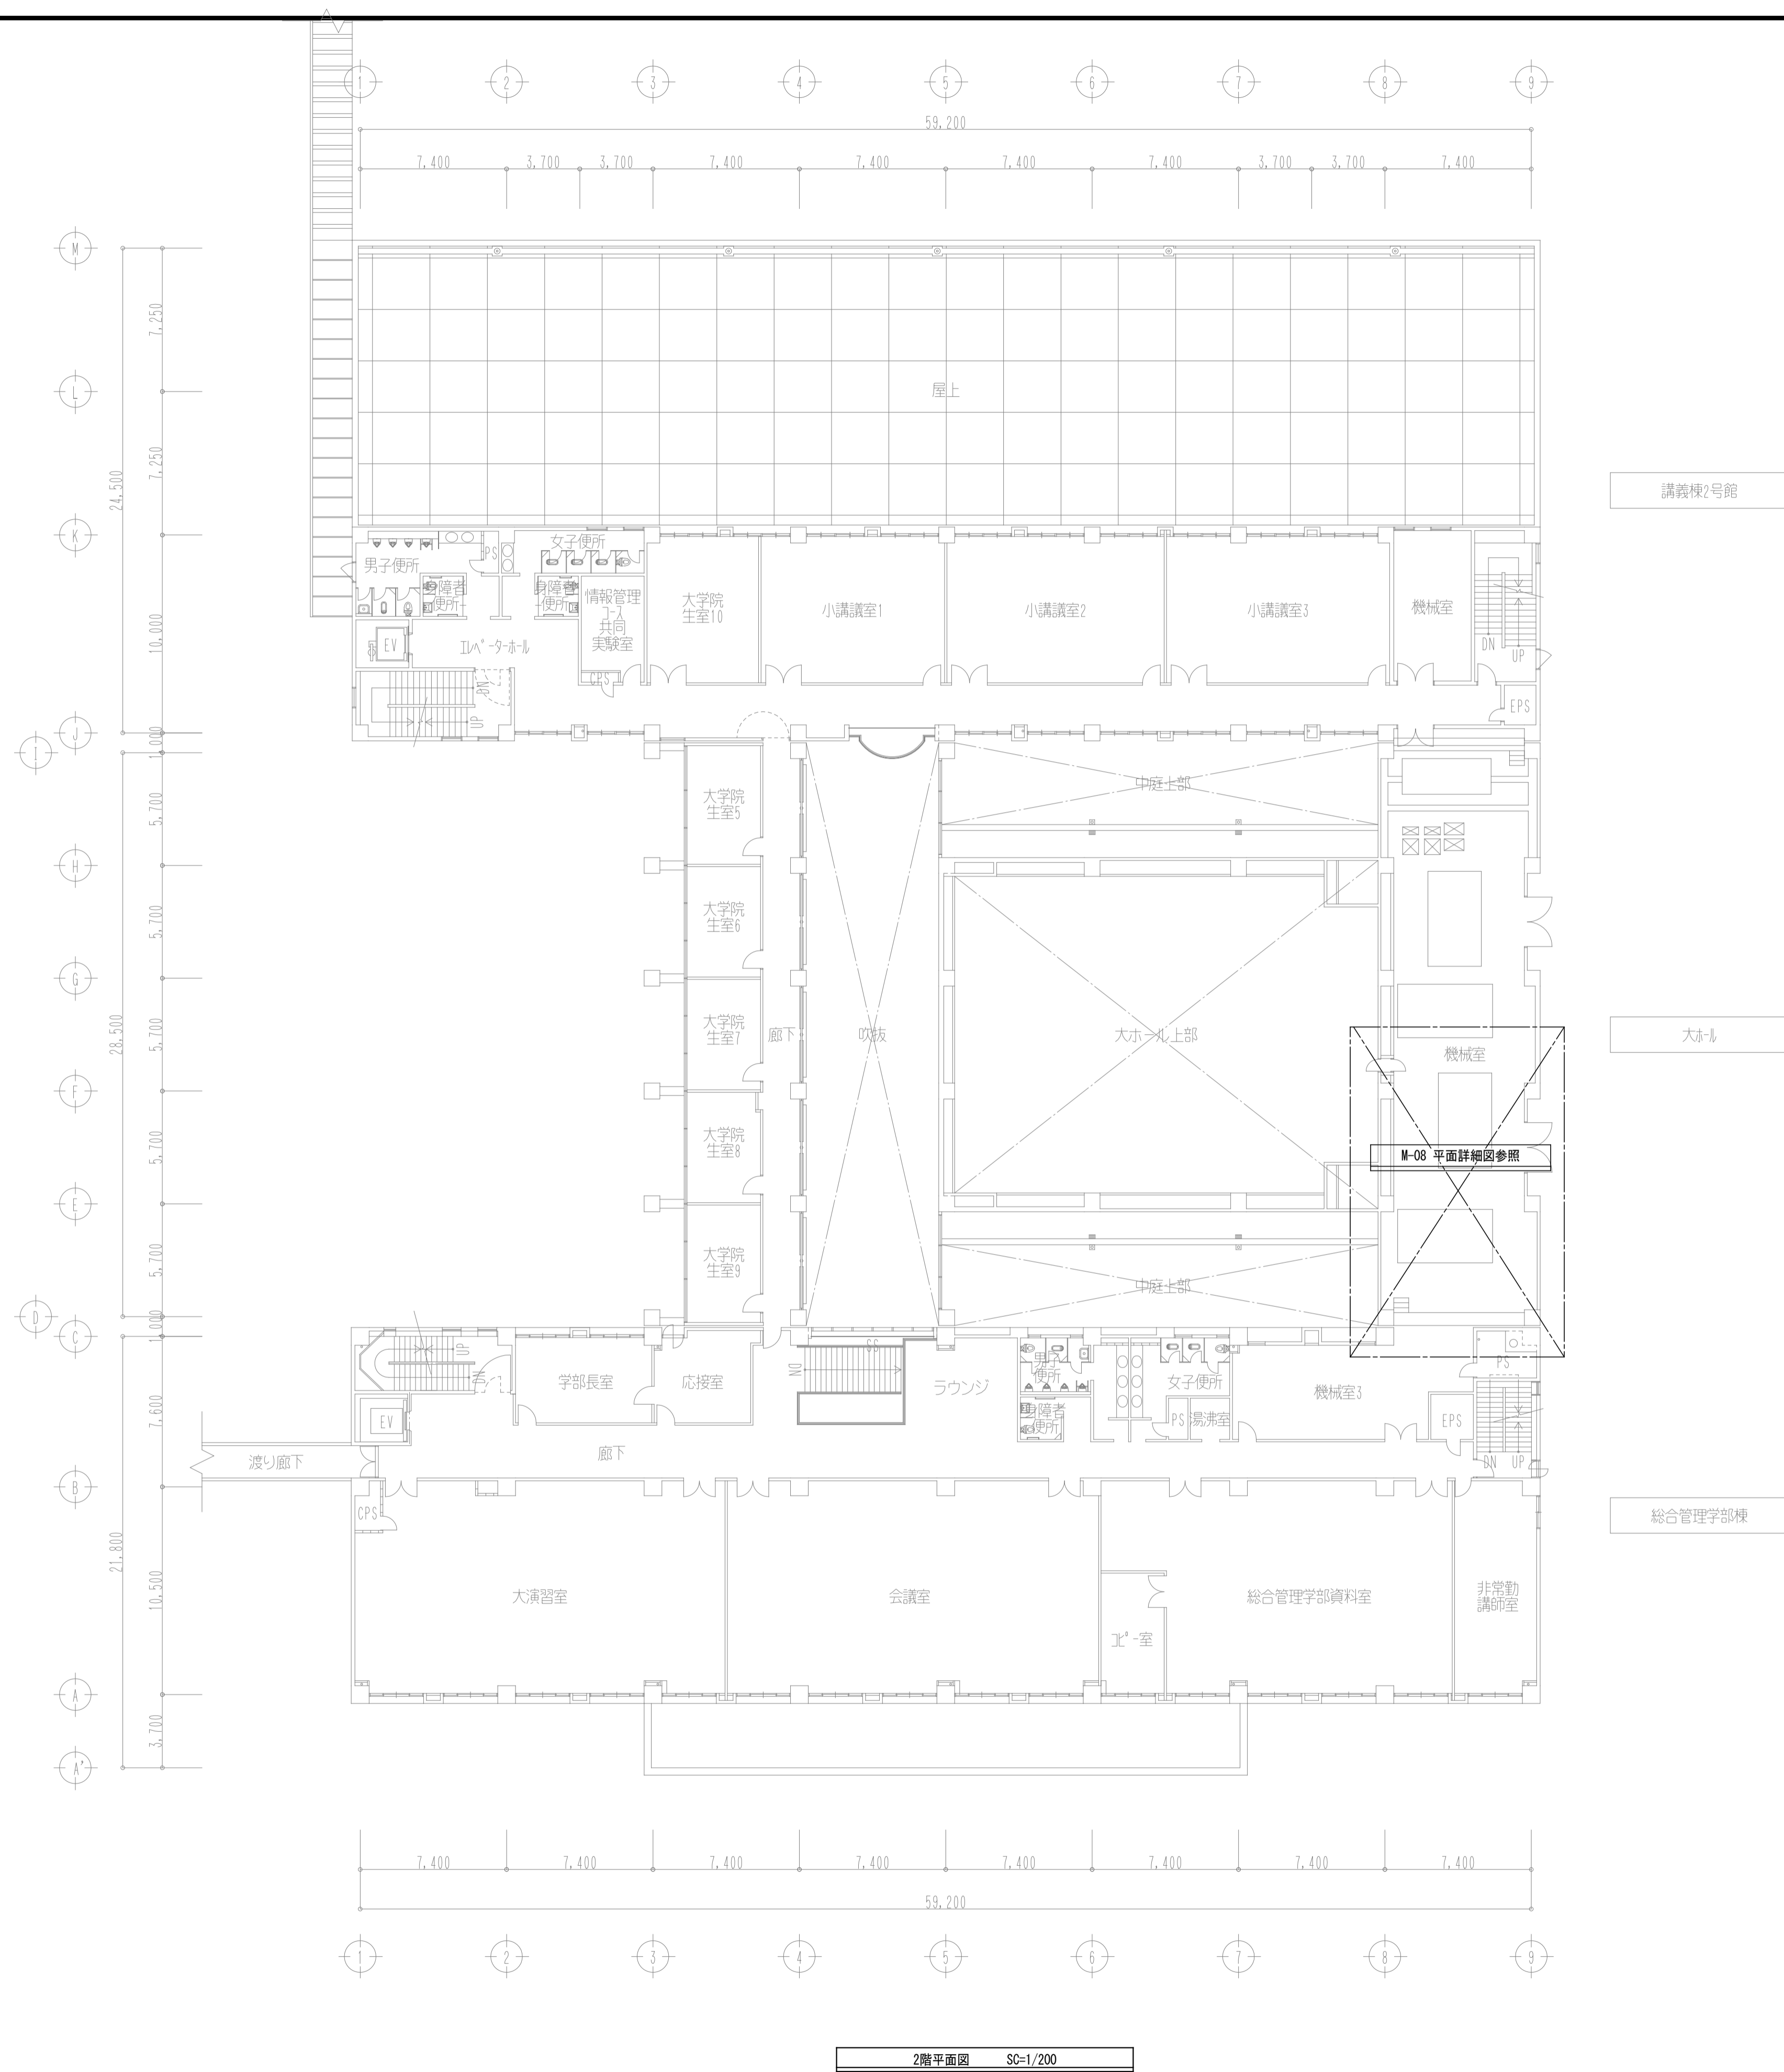 1 2 3 4 5 6 7 8 9
59,200
7,400 3,700 3,700 7,400 7,400 7,400 7,400 3,700 3,700 7,400
M
7,250
L
屋上
7,250
24,500
講義棟2号館
K
男子便所
PS
女子便所
身障者
便所
身障者
便所
情報管理
コース
共同
実験室
大学院
生室10
小講議室1
小講議室2
小講議室3
機械室
10,000
EV
エレベーターホール
DN
UP
CPS
DN
UP
EPS
J
I
1,000
中庭上部
大学院
生室5
5,700
H
大学院
生室6
5,700
G
28,500
大学院
生室7
廊下
吹抜
大ホール上部
機械室
大ホール
5,700
F
大学院
生室8
M-08 平面詳細図参照
5,700
E
大学院
生室9
5,700
中庭上部
D
C
1,000
UP
DN
SS
DN
学部長室
応接室
ラウンジ
男子
便所
女子便所
機械室3
PS
身障者
便所
PS
湯沸室
EPS
EV
7,600
渡り廊下
廊下
DN
UP
B
CPS
総合管理学部棟
21,800
10,500
大演習室
会議室
コピー室
総合管理学部資料室
非常勤
講師室
A
3,700
A'
7,400 7,400 7,400 7,400 7,400 7,400 7,400 7,400
59,200
1 2 3 4 5 6 7 8 9
2階平面図 SC=1/200